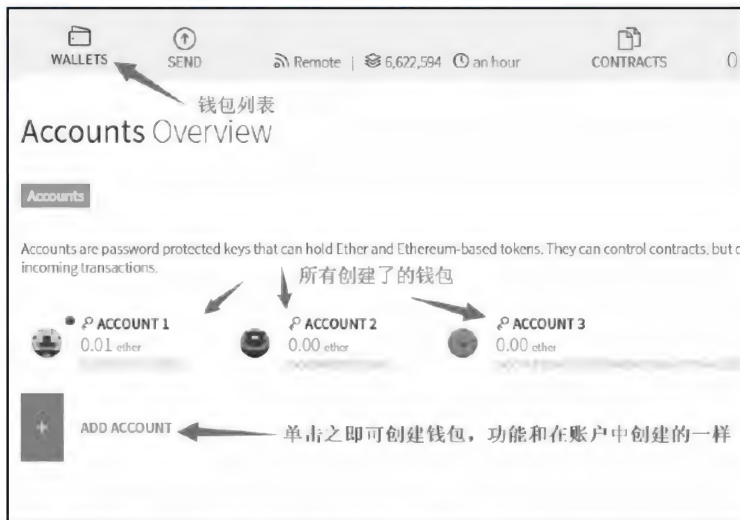 WALLETS
SEND
Remote | 6,622,594 an hour
CONTRACTS
0
钱包列表
Accounts Overview
Accounts
Accounts are password protected keys that can hold Ether and Ethereum-based tokens. They can control contracts, but c
incoming transactions.
所有创建了的钱包
ACCOUNT 1
0.01 ether
ACCOUNT 2
0.00 ether
ACCOUNT 3
0.00 ether
ADD ACCOUNT
单击之即可创建钱包，功能和在账户中创建的一样